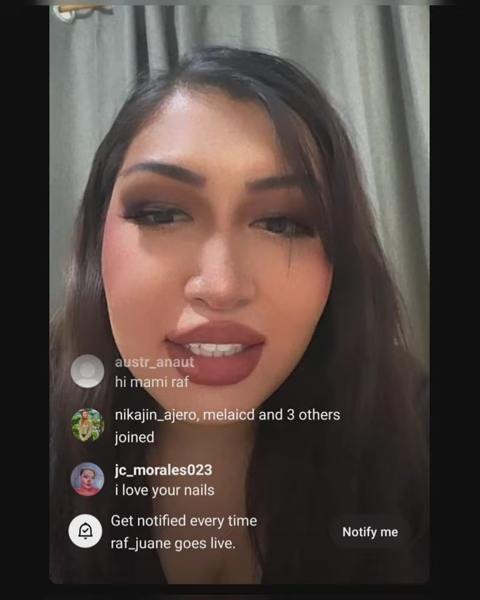 austr_anaut
hi mami raf
nikajin_ajero, melaicd and 3 others
joined
jc_morales023
i love your nails
Get notified every time
raf_juane goes live.
Notify me